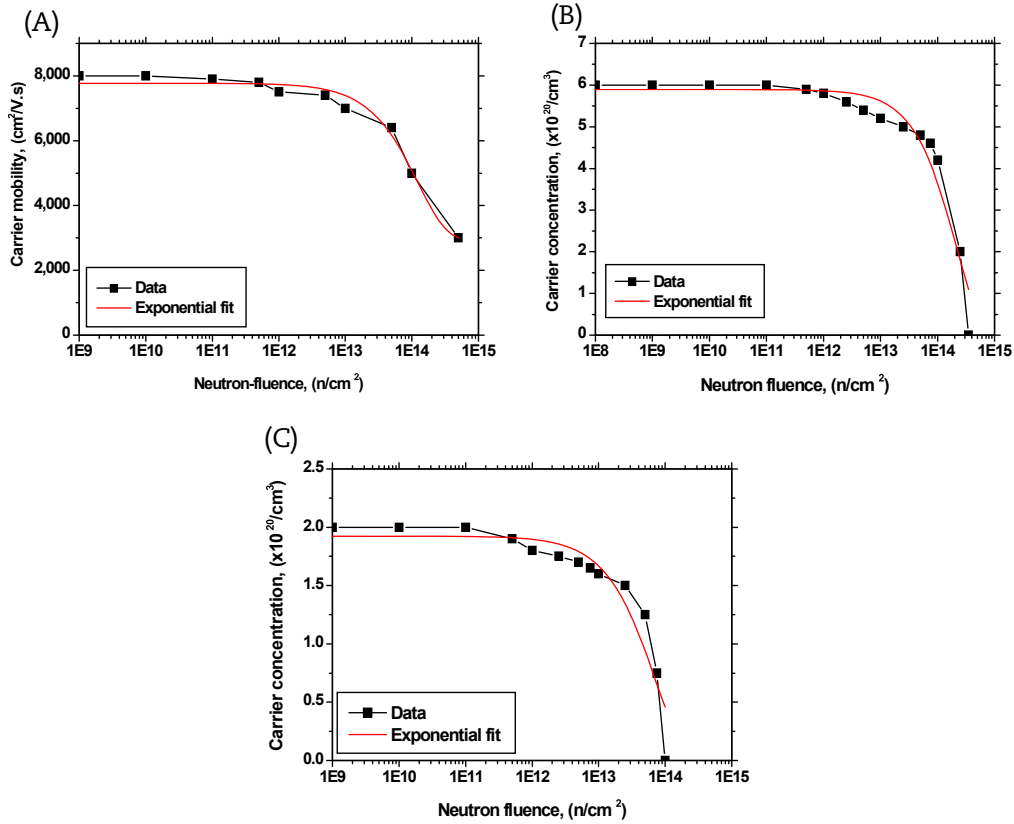 (A)
8,000
6,000
4,000
2,000
0
Carrier mobility, (cm²/V.s)
Data
Exponential fit
1E9 1E10 1E11 1E12 1E13 1E14 1E15
Neutron-fluence, (n/cm ²)
(B)
7
6
5
4
3
2
1
0
Carrier concentration, (x10 ²⁰/cm³)
Data
Exponential fit
1E8 1E9 1E10 1E11 1E12 1E13 1E14 1E15
Neutron fluence, (n/cm ²)
(C)
2.5
2.0
1.5
1.0
0.5
0.0
Carrier concentration, (x10 ²⁰/cm³)
Data
Exponential fit
1E9 1E10 1E11 1E12 1E13 1E14 1E15
Neutron fluence, (n/cm ²)